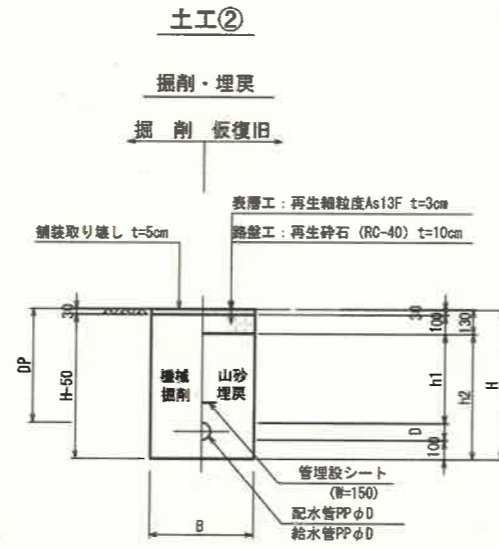 土工②
掘削・埋戻
掘 削 仮復旧
表層工：再生細粒度As13F t=3cm
舗装取り壊し t=5cm
路盤工：再生砕石 (RC-40) t=10cm
30
30
100
130
DP
H-50
機械
掘削
山砂
埋戻
h1
h2
H
D
100
管埋設シート
(W=150)
配水管PPφD
給水管PPφD
B